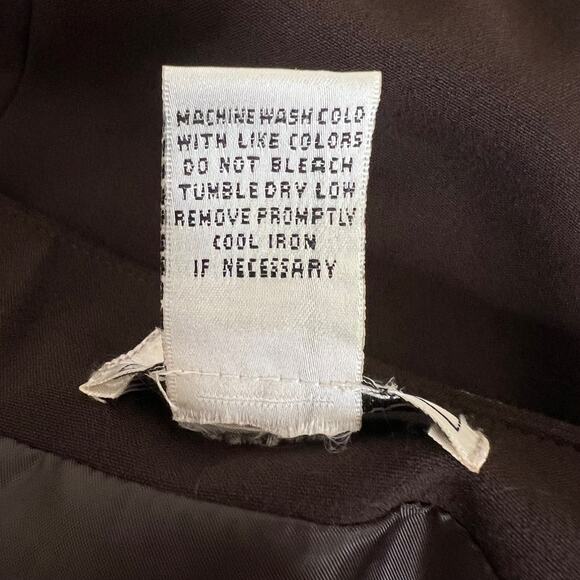 MACHINE WASH COLD
WITH LIKE COLORS
DO NOT BLEACH
TUMBLE DRY LOW
REMOVE PROMPTLY
COOL IRON
IF NECESSARY